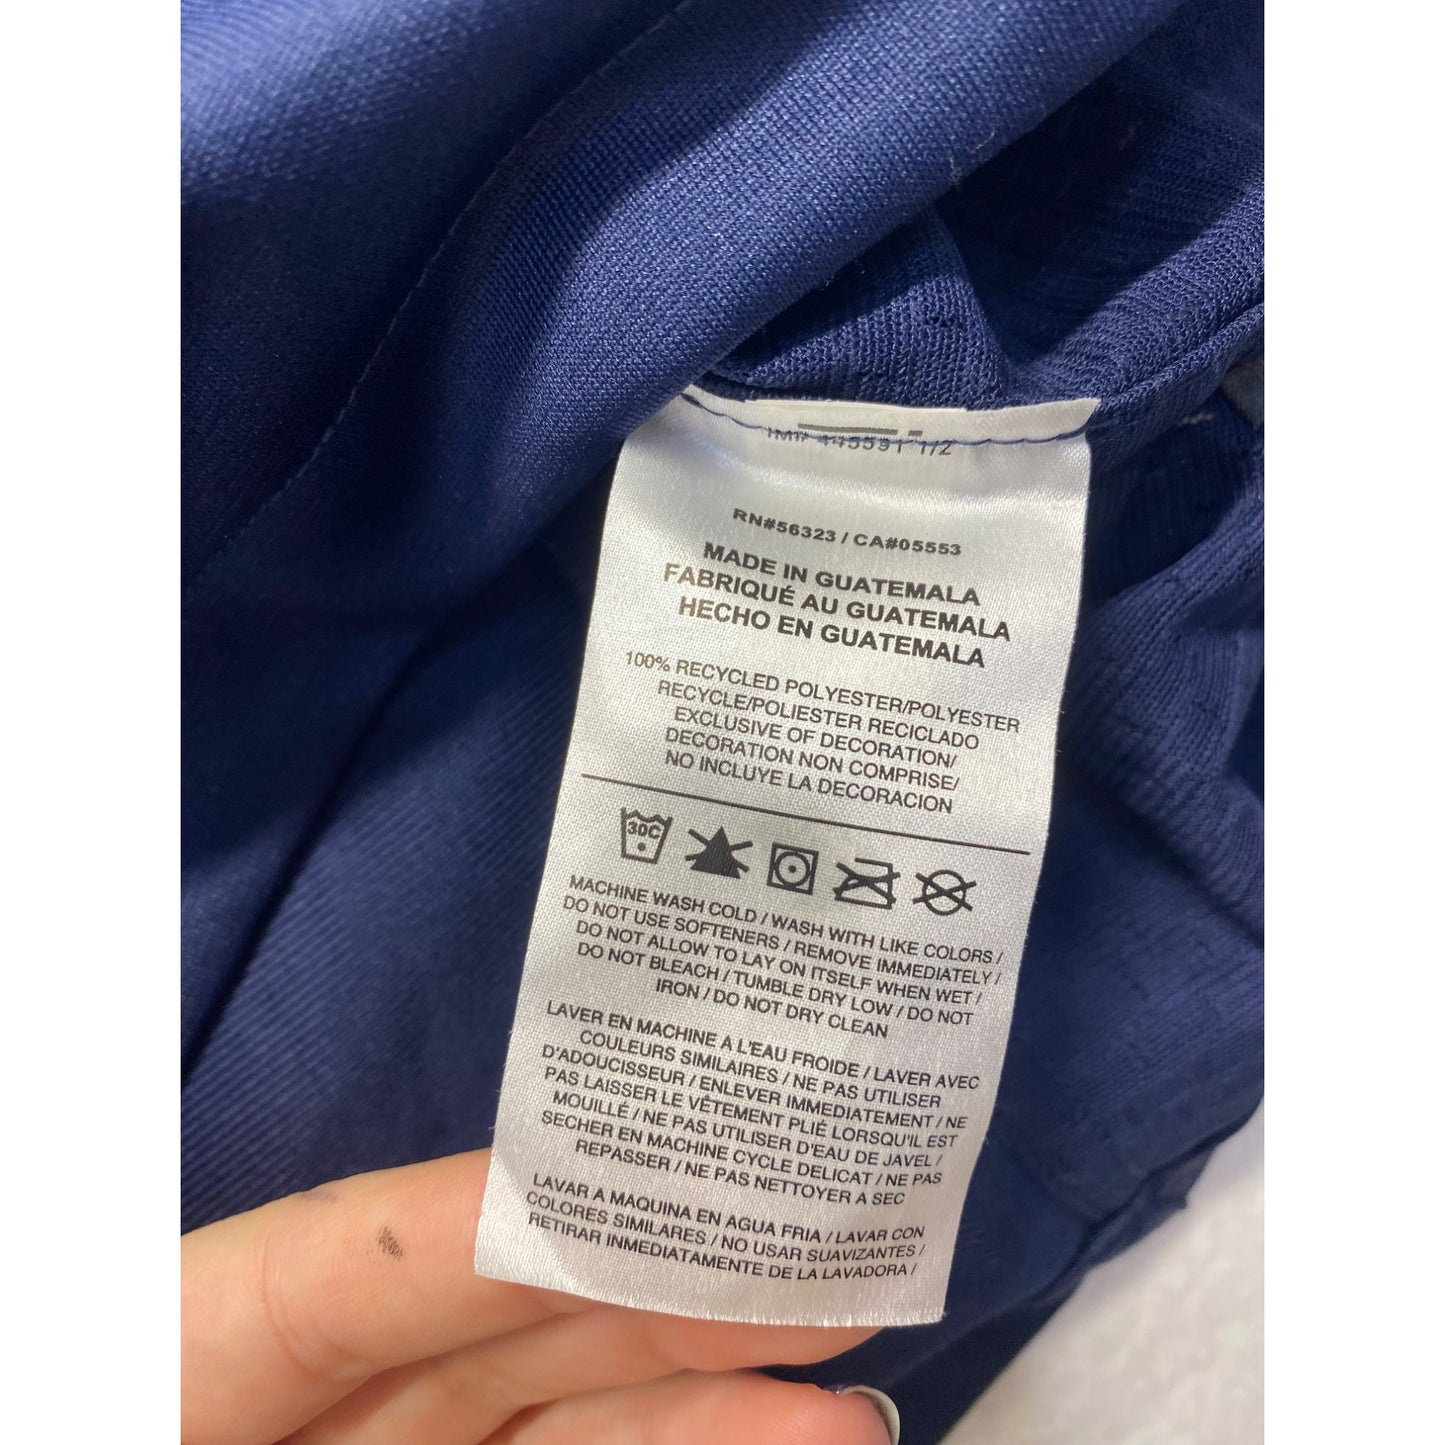 445591 1/2
RN#56323 / CA#05553
MADE IN GUATEMALA
FABRIQUÉ AU GUATEMALA
HECHO EN GUATEMALA
100% RECYCLED POLYESTER/POLYESTER
RECYCLE/POLIESTER RECICLADO
EXCLUSIVE OF DECORATION/
DECORATION NON COMPRISE/
NO INCLUYE LA DECORACION
30C
MACHINE WASH COLD / WASH WITH LIKE COLORS /
DO NOT USE SOFTENERS / REMOVE IMMEDIATELY /
DO NOT ALLOW TO LAY ON ITSELF WHEN WET /
DO NOT BLEACH / TUMBLE DRY LOW / DO NOT
IRON / DO NOT DRY CLEAN
LAVER EN MACHINE A L'EAU FROIDE / LAVER AVEC
COULEURS SIMILAIRES / NE PAS UTILISER
D'ADOUCISSEUR / ENLEVER IMMEDIATEMENT / NE
PAS LAISSER LE VÊTEMENT PLIÉ LORSQU'IL EST
MOUILLÉ / NE PAS UTILISER D'EAU DE JAVEL /
SECHER EN MACHINE CYCLE DELICAT / NE PAS
REPASSER / NE PAS NETTOYER A SEC
LAVAR A MAQUINA EN AGUA FRIA / LAVAR CON
COLORES SIMILARES / NO USAR SUAVIZANTES /
RETIRAR INMEDIATAMENTE DE LA LAVADORA /